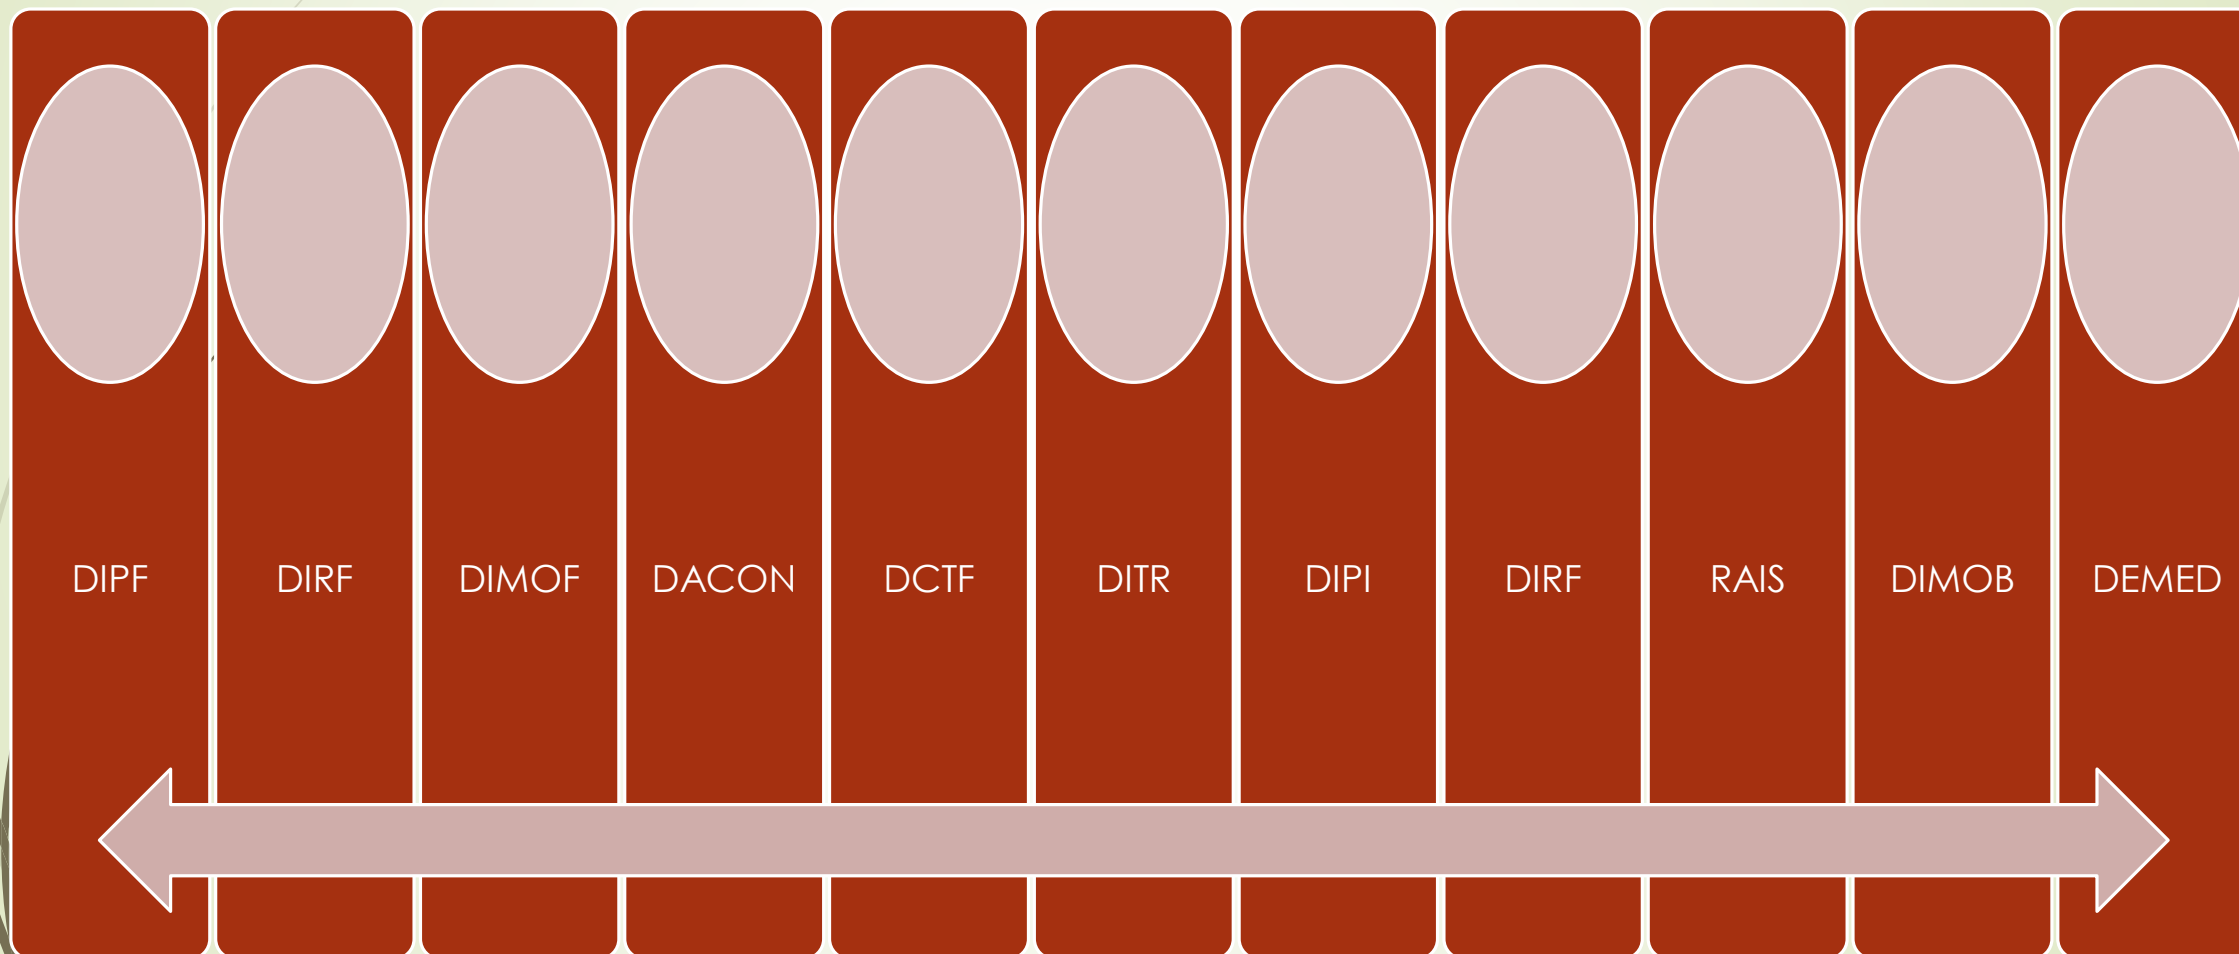 DIPF
DIRF
DIMOF
DACON
DCTF
DITR
DIPI
DIRF
RAIS
DIMOB
DEMED